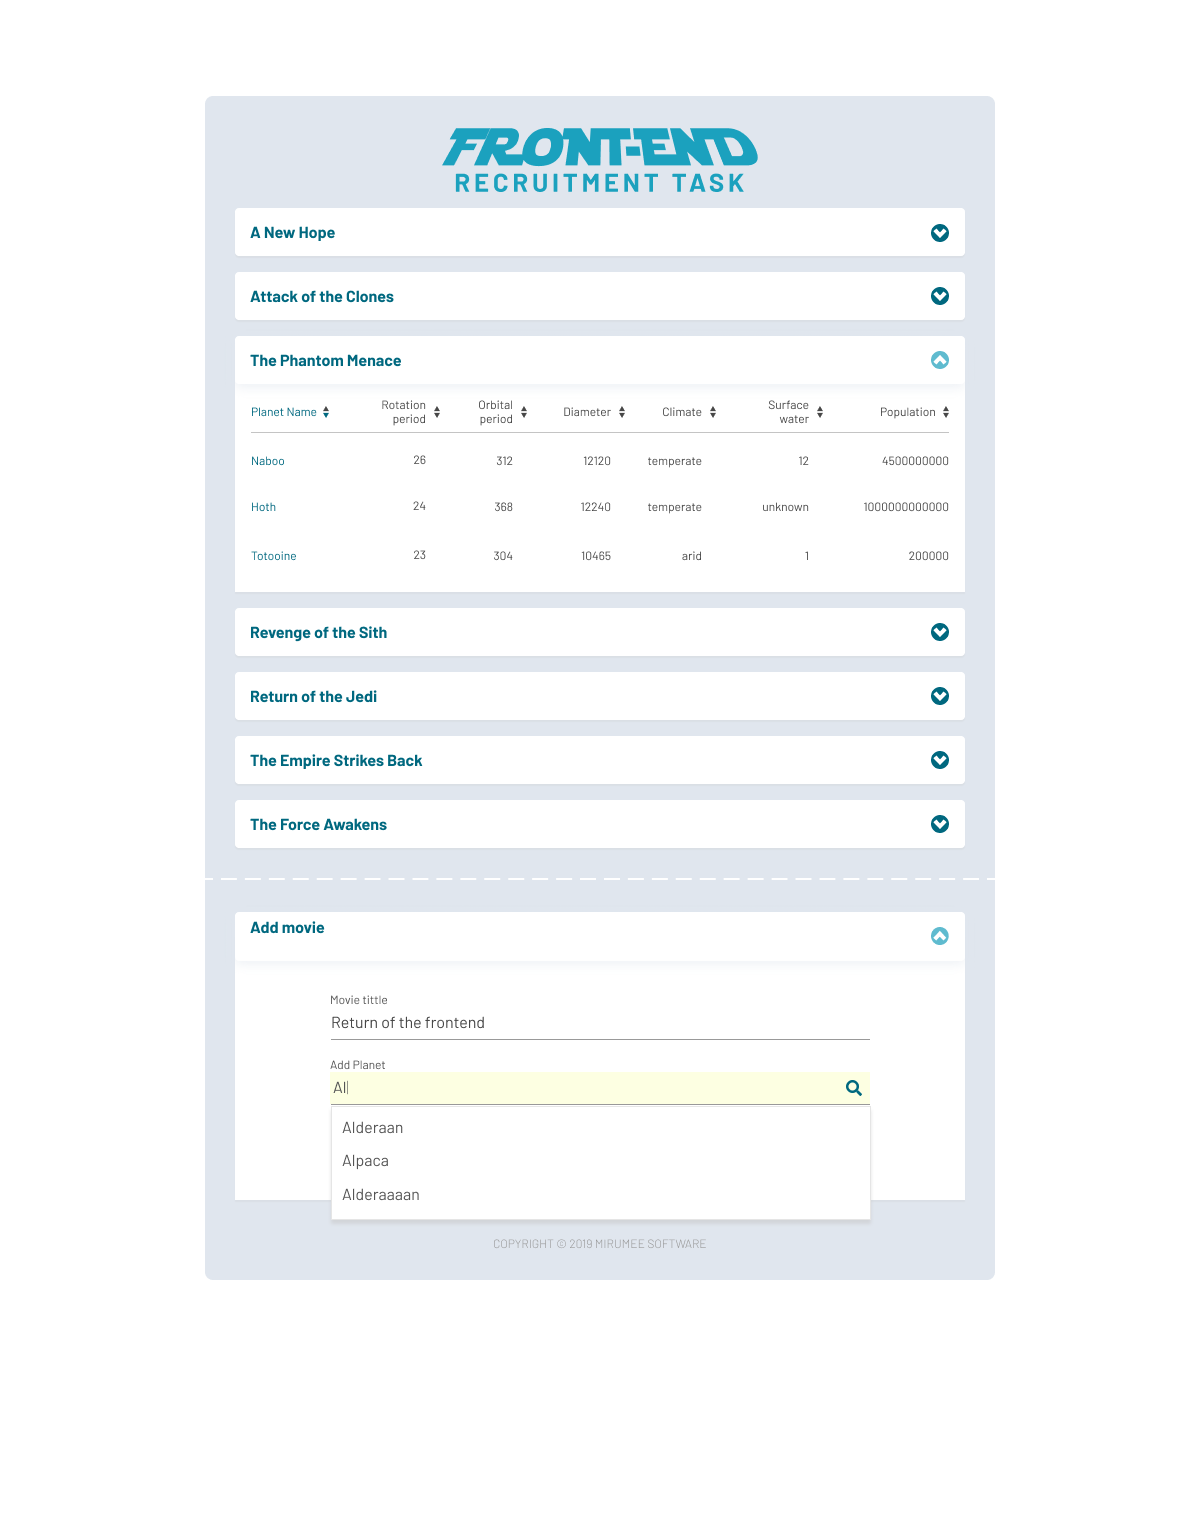 FRONT-END
RECRUITMENT TASK
A New Hope
Attack of the Clones
The Phantom Menace
Planet Name Rotation period Orbital period Diameter Climate Surface water Population
Naboo 26 312 12120 temperate 12 4500000000
Hoth 24 368 12240 temperate unknown 1000000000000
Totooine 23 304 10465 arid 1 200000
Revenge of the Sith
Return of the Jedi
The Empire Strikes Back
The Force Awakens
Add movie
Movie tittle
Return of the frontend
Add Planet
Al
Alderaan
Alpaca
Alderaaaan
COPYRIGHT © 2019 MIRUMEE SOFTWARE